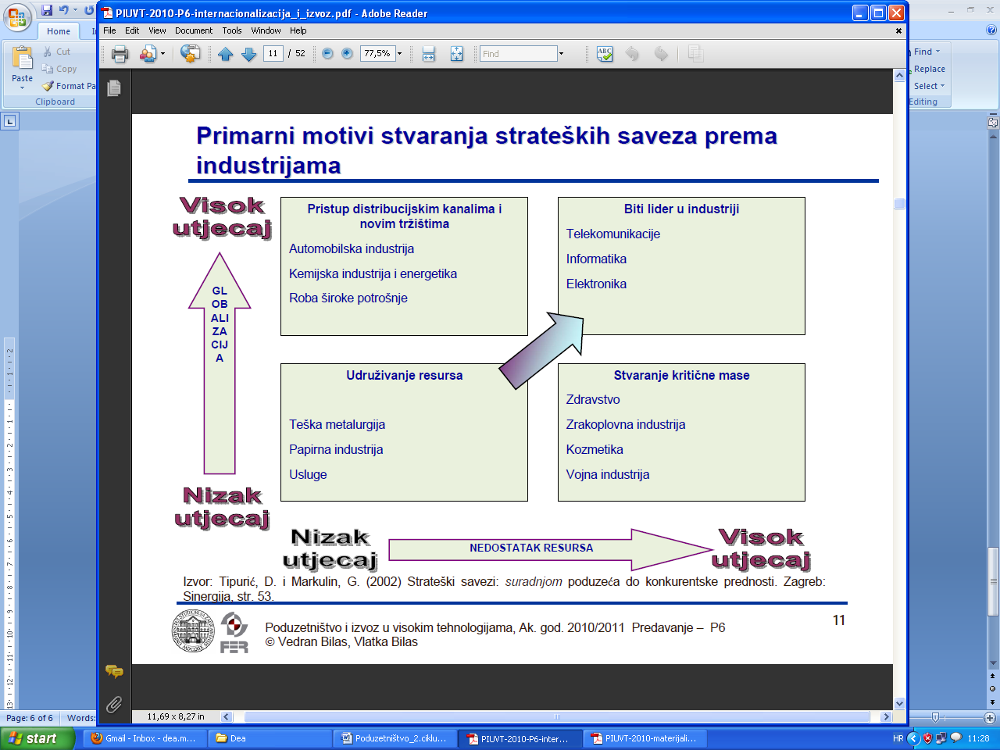 PIUVT-2010-P6-internacionalizacija_i_izvoz.pdf - Adobe Reader
File Edit View Document Tools Window Help
11 / 52 77,5% Find
Home
Cut
Copy
Format Pa
Paste
Clipboard
Find
Replace
Select
Editing
Primarni motivi stvaranja strateških saveza prema
industrijama
Visok
utjecaj
GL
OB
ALI
ZA
CIJ
A
Nizak
utjecaj
Pristup distribucijskim kanalima i
novim tržištima
Automobilska industrija
Kemijska industrija i energetika
Roba široke potrošnje
Biti lider u industriji
Telekomunikacije
Informatika
Elektronika
Udruživanje resursa
Teška metalurgija
Papirna industrija
Usluge
Stvaranje kritične mase
Zdravstvo
Zrakoplovna industrija
Kozmetika
Vojna industrija
Nizak
utjecaj
NEDOSTATAK RESURSA
Visok
utjecaj
Izvor: Tipurić, D. i Markulin, G. (2002) Strateški savezi: suradnjom poduzeća do konkurentske prednosti. Zagreb:
Sinergija, str. 53.
FER
Poduzetništvo i izvoz u visokim tehnologijama, Ak. god. 2010/2011 Predavanje – P6
© Vedran Bilas, Vlatka Bilas
11
11,69 x 8,27 in
Page: 6 of 6 Words:
start
Gmail - Inbox - dea.m...
Dea
Poduzetništvo_2.ciklu...
PIUVT-2010-P6-inter...
PIUVT-2010-materijali...
HR
11:28